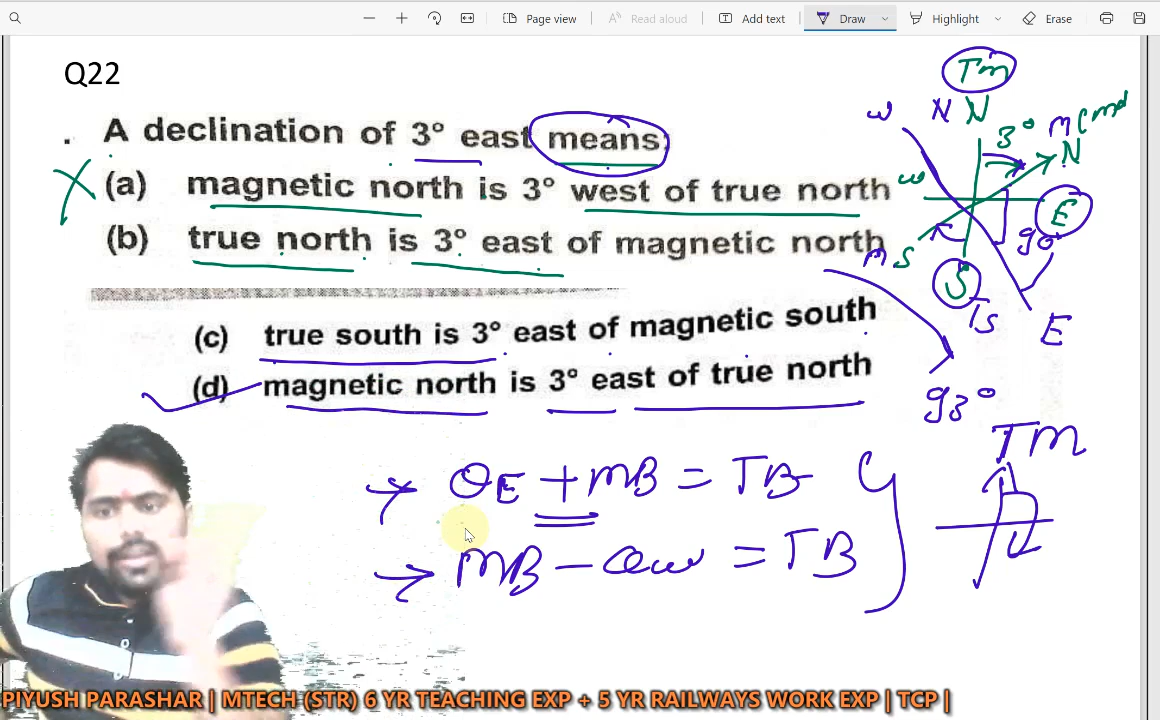 Page view
Read aloud
Add text
Draw
Highlight
Erase
Q22
. A declination of 3° east means;
(a) magnetic north is 3° west of true north
(b) true north is 3° east of magnetic north
(c) true south is 3° east of magnetic south
(d) magnetic north is 3° east of true north
Tm
W N N
3° M
N
W E
90
M S
S
TS E
93°
TM
θE + MB = TB
MB - θw = TB
PIYUSH PARASHAR | MTECH (STR) 6 YR TEACHING EXP + 5 YR RAILWAYS WORK EXP | TCP |